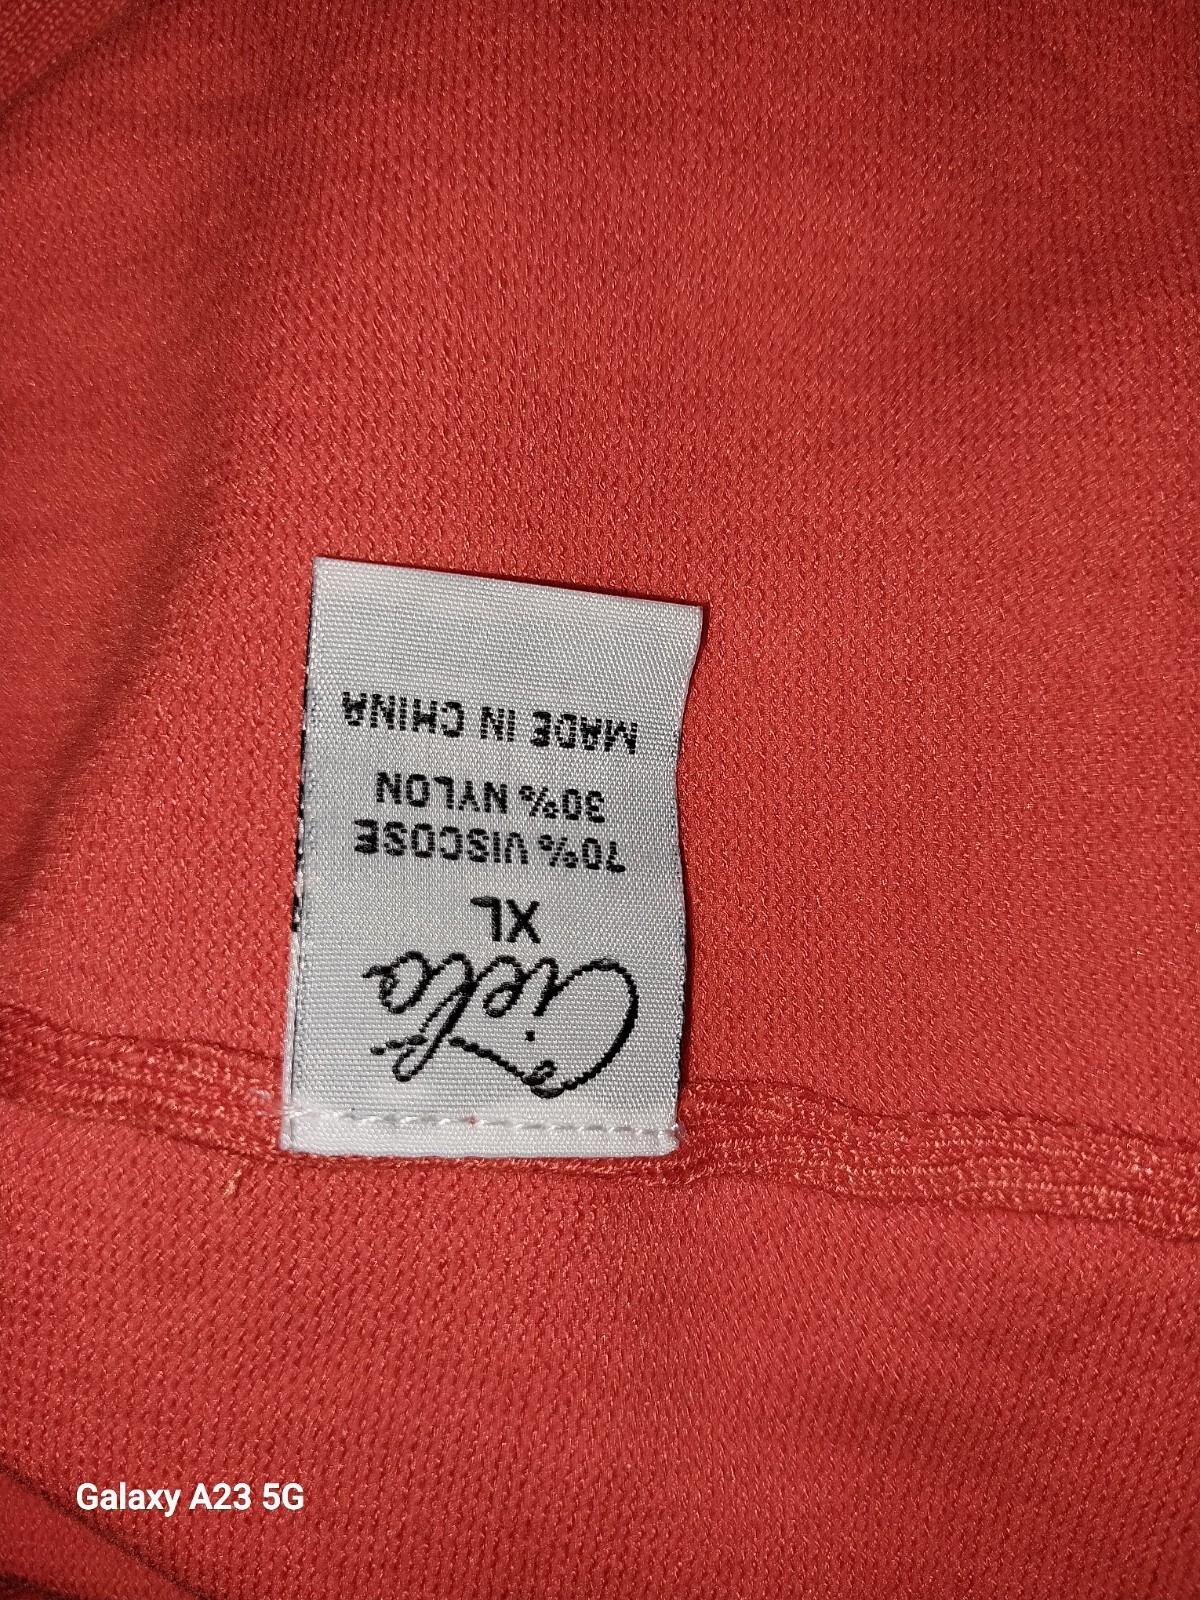 Cielo
XL
70% VISCOSE
30% NYLON
MADE IN CHINA
Galaxy A23 5G